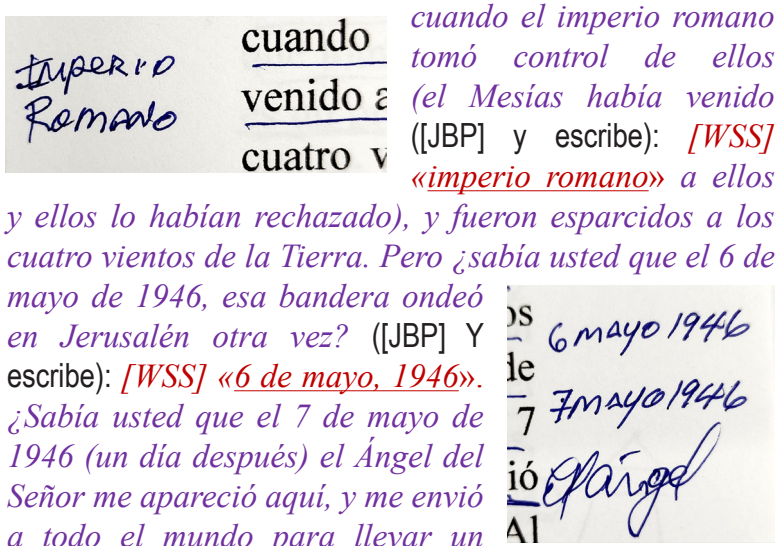 Imperio
Romano
cuando
venido a
cuatro v
cuando el imperio romano
tomó control de ellos
(el Mesías había venido
([JBP] y escribe): [WSS]
«imperio romano» a ellos
y ellos lo habían rechazado), y fueron esparcidos a los
cuatro vientos de la Tierra. Pero ¿sabía usted que el 6 de
mayo de 1946, esa bandera ondeó
en Jerusalén otra vez? ([JBP] Y
escribe): [WSS] «6 de mayo, 1946».
¿Sabía usted que el 7 de mayo de
1946 (un día después) el Ángel del
Señor me apareció aquí, y me envió
a todo el mundo para llevar un
os
6 mayo 1946
de
7
7 mayo 1946
ió
el ángel
Al